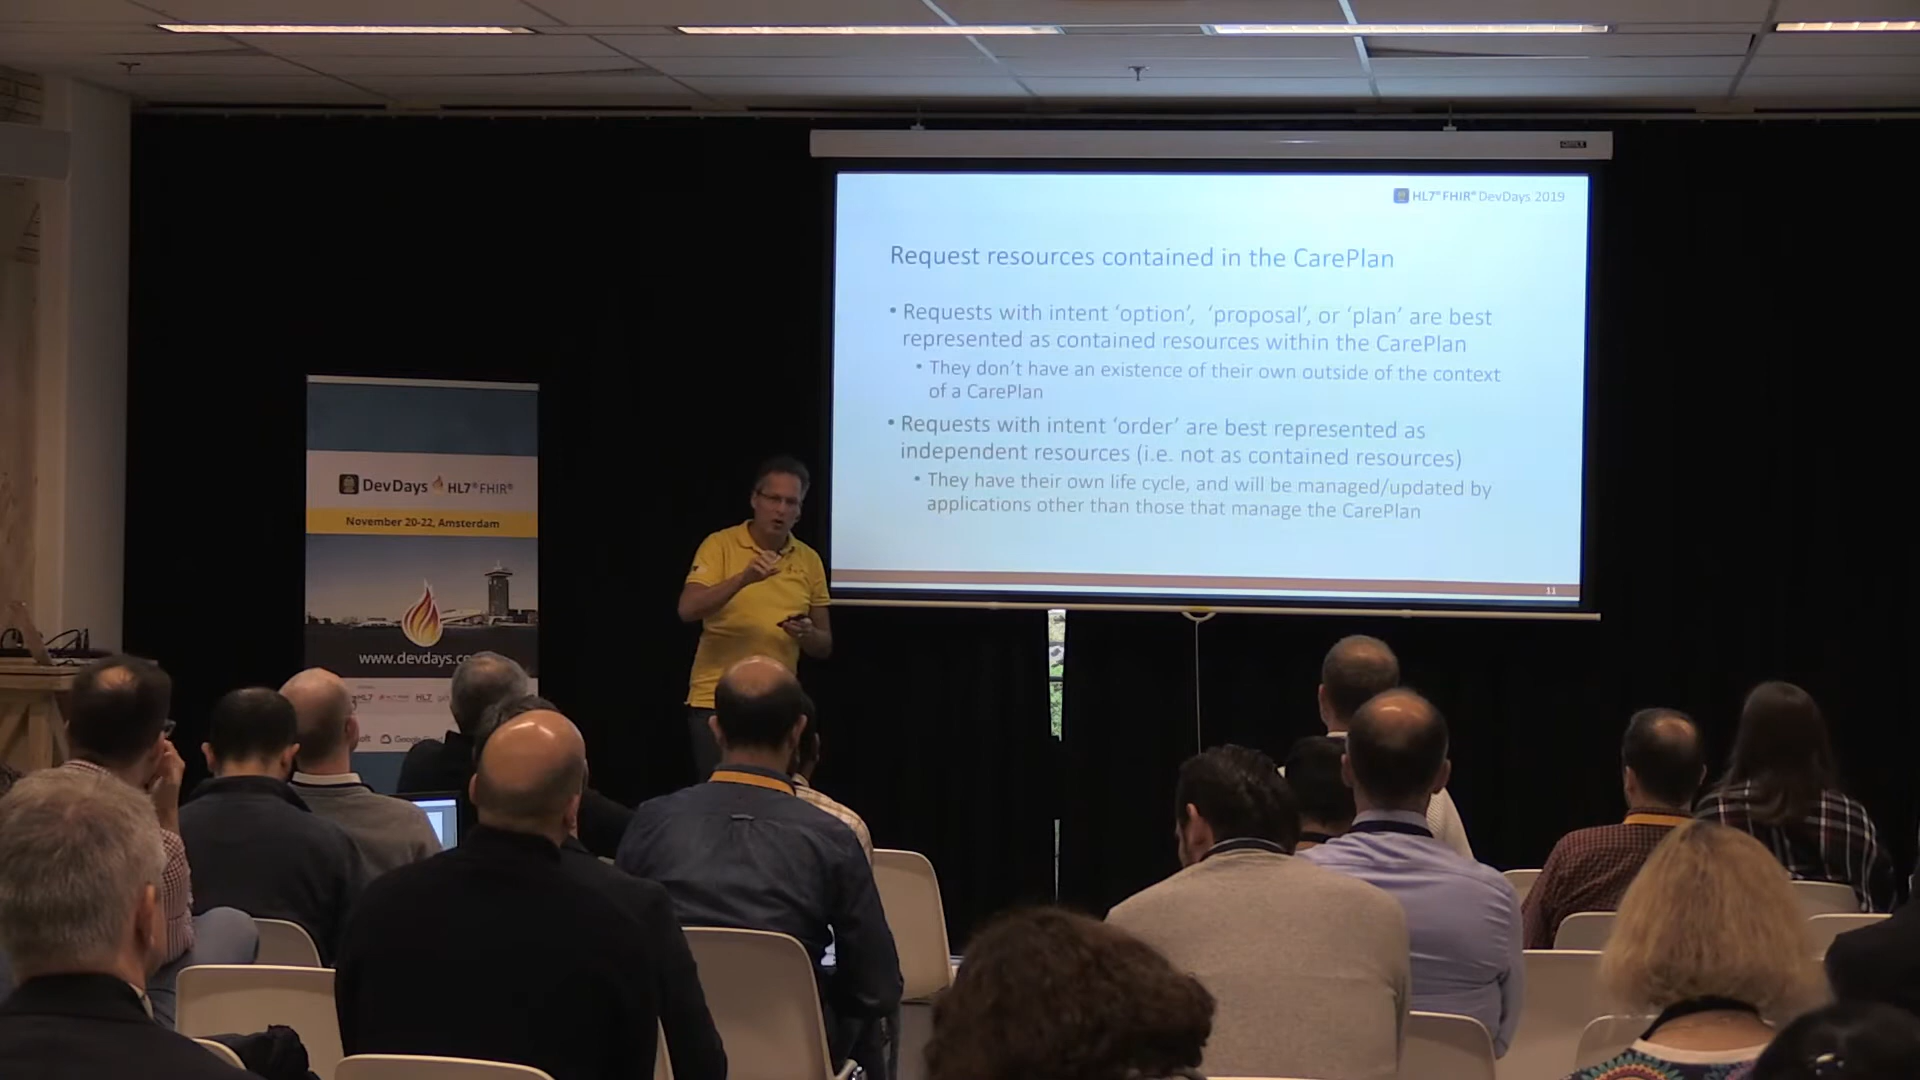 HL7® FHIR® DevDays 2019
Request resources contained in the CarePlan
• Requests with intent ‘option’, ‘proposal’, or ‘plan’ are best
represented as contained resources within the CarePlan
• They don’t have an existence of their own outside of the context
of a CarePlan
• Requests with intent ‘order’ are best represented as
independent resources (i.e. not as contained resources)
• They have their own life cycle, and will be managed/updated by
applications other than those that manage the CarePlan
11
DevDays HL7® FHIR®
November 20-22, Amsterdam
www.devdays.co
HL7
Google Cloud